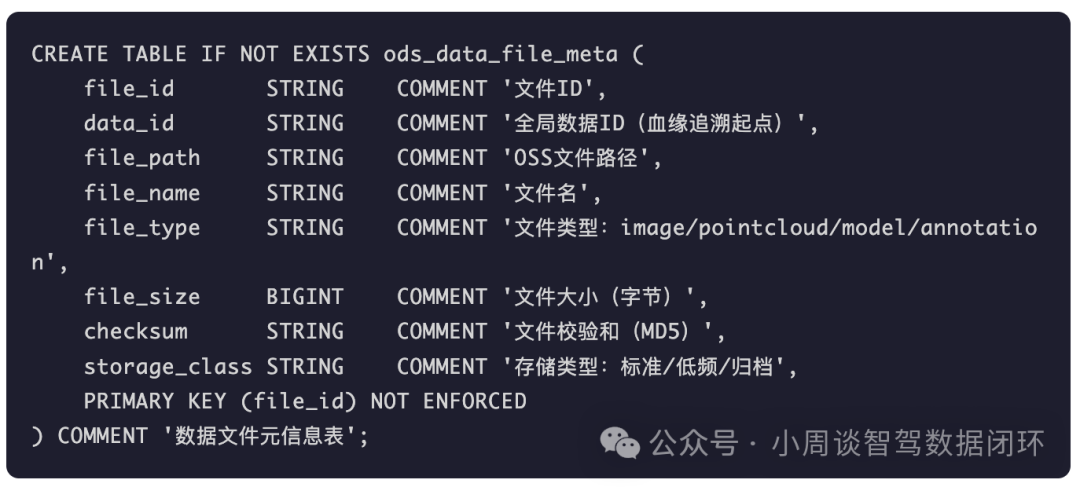 CREATE TABLE IF NOT EXISTS ods_data_file_meta (
    file_id        STRING    COMMENT '文件ID',
    data_id        STRING    COMMENT '全局数据ID（血缘追溯起点）',
    file_path      STRING    COMMENT 'OSS文件路径',
    file_name      STRING    COMMENT '文件名',
    file_type      STRING    COMMENT '文件类型：image/pointcloud/model/annotatio
n',
    file_size      BIGINT    COMMENT '文件大小（字节）',
    checksum       STRING    COMMENT '文件校验和（MD5）',
    storage_class STRING    COMMENT '存储类型：标准/低频/归档',
    PRIMARY KEY (file_id) NOT ENFORCED
) COMMENT '数据文件元信息表';
公众号 · 小周谈智驾数据闭环